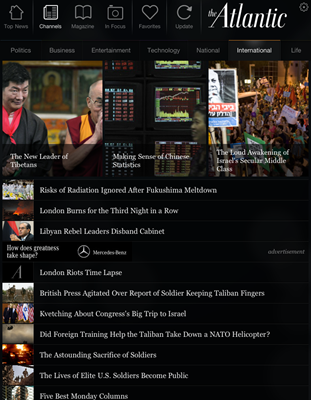 Top News
Channels
Magazine
In Focus
Favorites
Update
the Atlantic
Politics
Business
Entertainment
Technology
National
International
Life
The New Leader of
Tibetans
Making Sense of Chinese
Statistics
The Loud Awakening of
Israel's Secular Middle
Class
Risks of Radiation Ignored After Fukushima Meltdown
London Burns for the Third Night in a Row
Libyan Rebel Leaders Disband Cabinet
How does greatness
take shape?
Mercedes-Benz
advertisement
London Riots Time Lapse
British Press Agitated Over Report of Soldier Keeping Taliban Fingers
Kvetching About Congress's Big Trip to Israel
Did Foreign Training Help the Taliban Take Down a NATO Helicopter?
The Astounding Sacrifice of Soldiers
The Lives of Elite U.S. Soldiers Become Public
Five Best Monday Columns